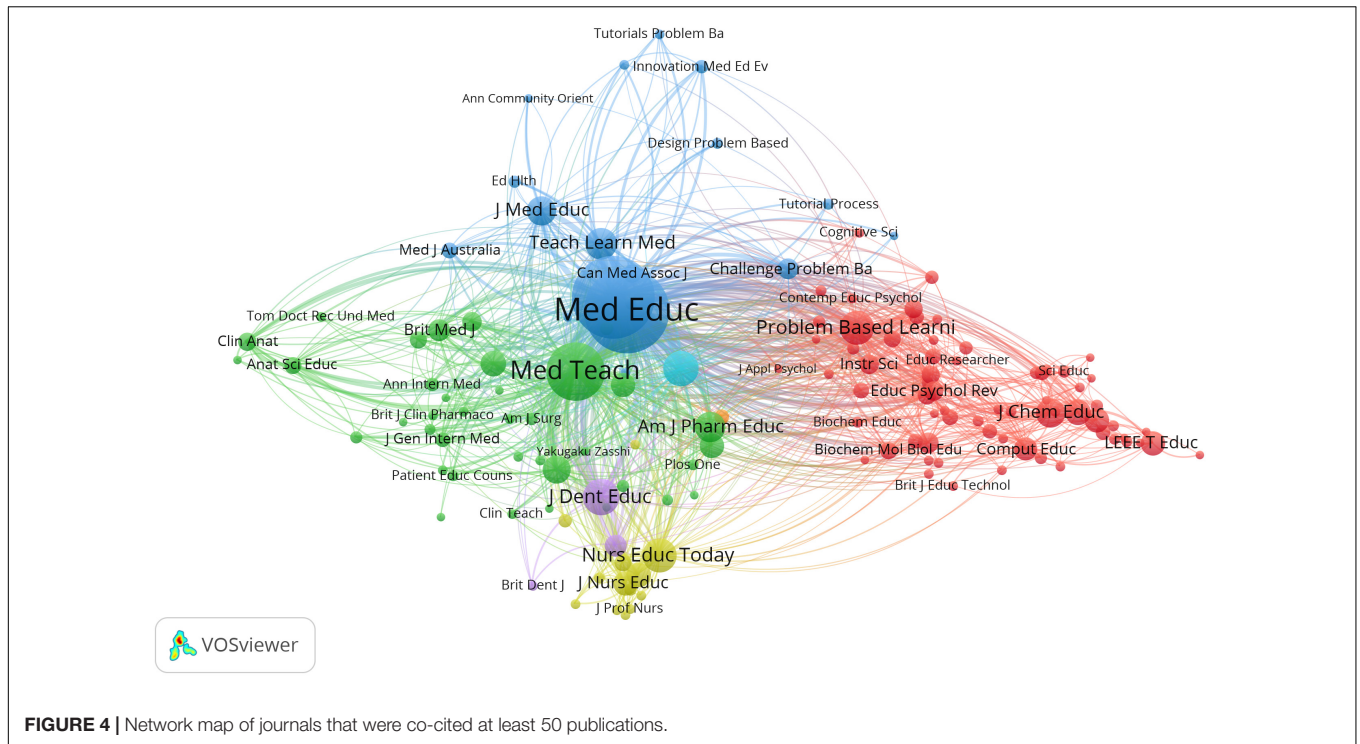 Tutorials Problem Ba
Innovation Med Ed Ev
Ann Community Orient
Design Problem Based
Ed Hlth
Tutorial Process
J Med Educ
Cognitive Sci
Teach Learn Med
Med J Australia
Can Med Assoc J
Challenge Problem Ba
Contemp Educ Psychol
Med Educ
Tom Doct Rec Und Med
Brit Med J
Problem Based Learni
Clin Anat
Anat Sci Educ
Med Teach
J Appl Psychol
Instr Sci
Educ Researcher
Sci Educ
Ann Intern Med
Educ Psychol Rev
Brit J Clin Pharmaco
Am J Surg
Am J Pharm Educ
Biochem Educ
J Chem Educ
J Gen Intern Med
Yakugaku Zasshi
Plos One
Biochem Mol Biol Edu
Comput Educ
LEEE T Educ
Patient Educ Couns
Brit J Educ Technol
J Dent Educ
Clin Teach
Nurs Educ Today
Brit Dent J
J Nurs Educ
J Prof Nurs
VOSviewer
FIGURE 4 | Network map of journals that were co-cited at least 50 publications.